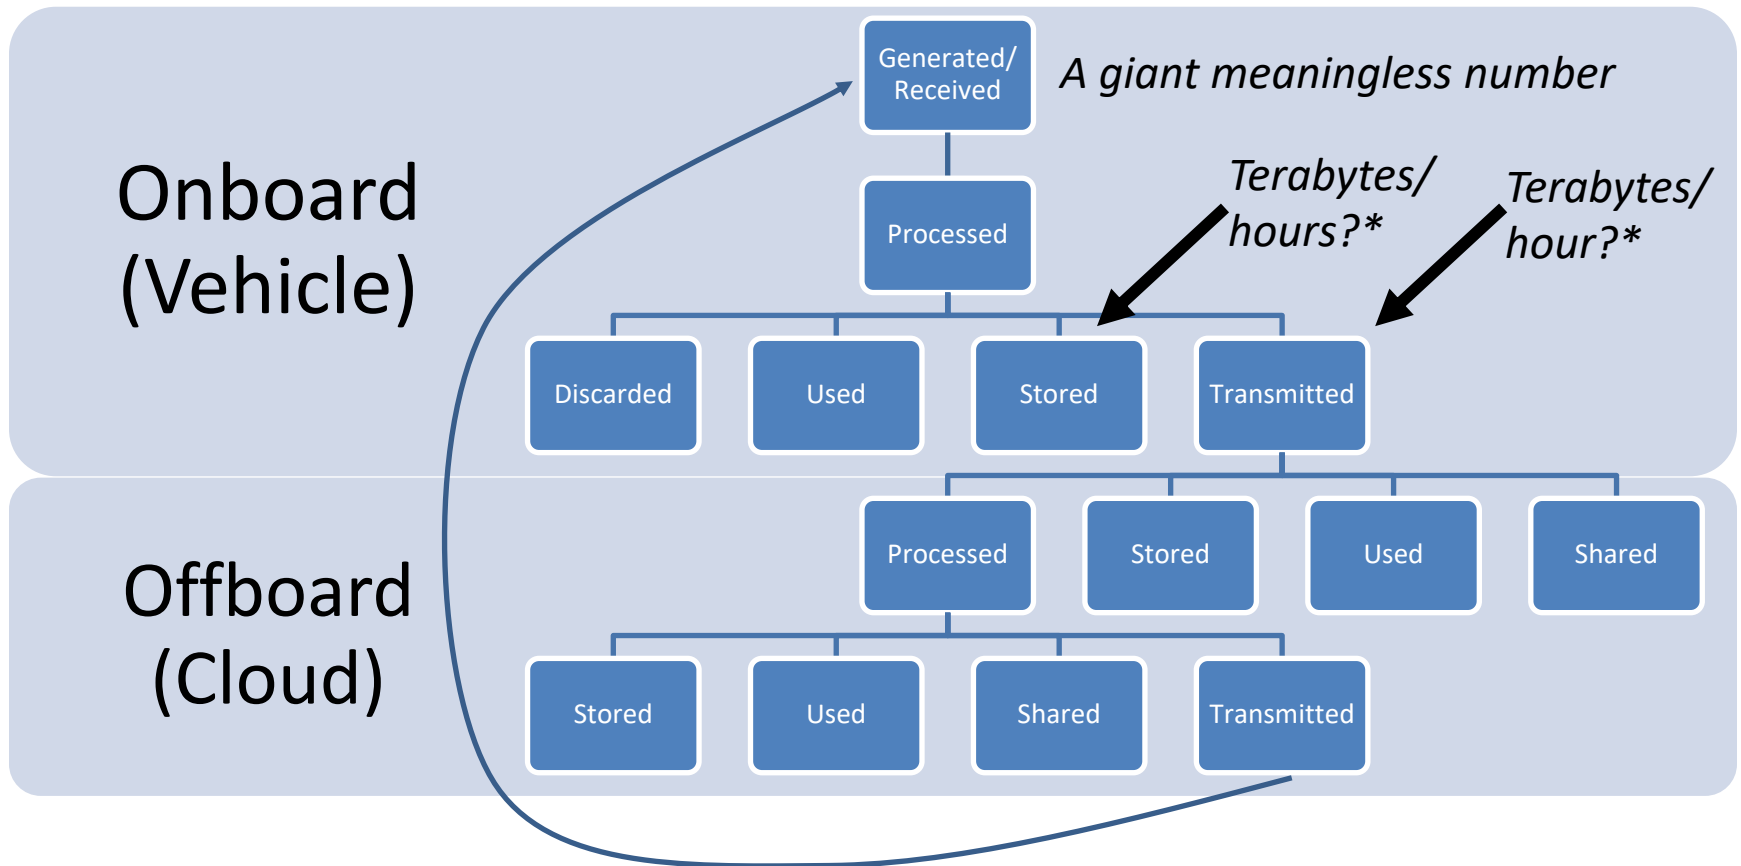 Generated/
Received
A giant meaningless number
Onboard
(Vehicle)
Processed
Terabytes/
hours?*
Terabytes/
hour?*
Discarded
Used
Stored
Transmitted
Offboard
(Cloud)
Processed
Stored
Used
Shared
Stored
Used
Shared
Transmitted